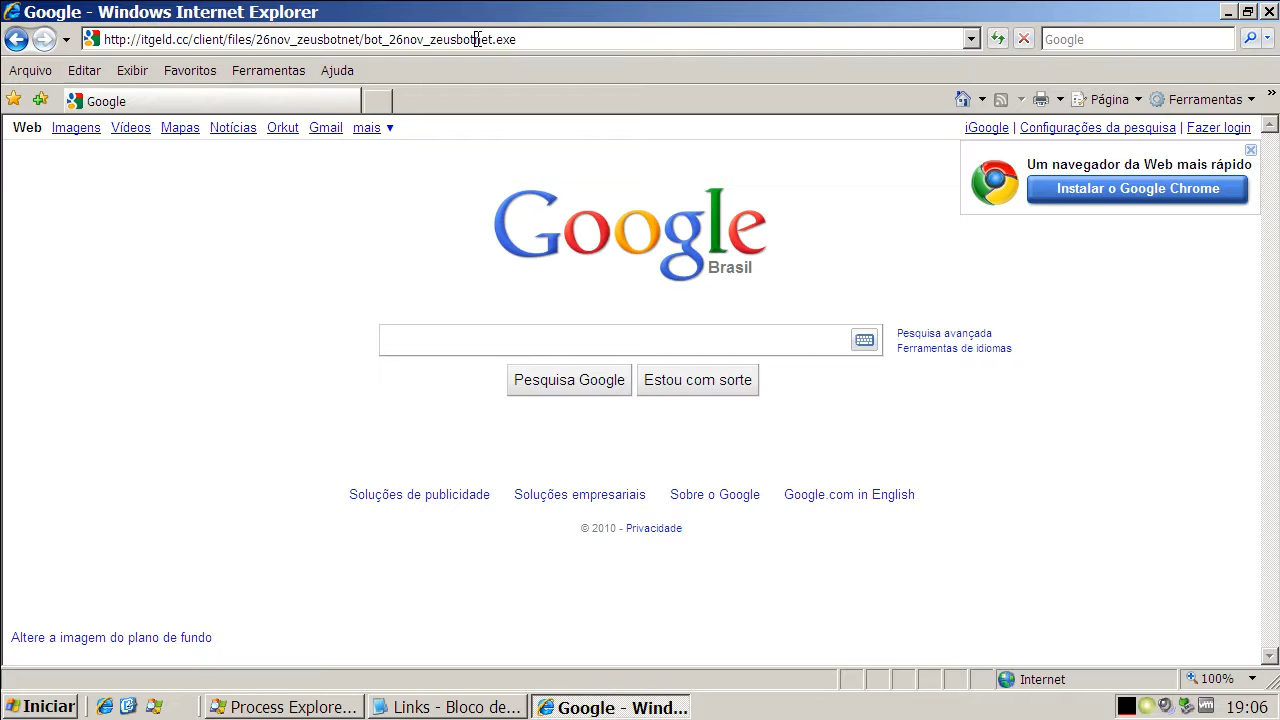 Google - Windows Internet Explorer
http://itgeld.cc/client/files/26nov_zeusbotnet/bot_26nov_zeusbotnet.exe
Google
Arquivo Editar Exibir Favoritos Ferramentas Ajuda
Google
Página Ferramentas »
Web Imagens Vídeos Mapas Notícias Orkut Gmail mais ▼
iGoogle | Configurações da pesquisa | Fazer login
Um navegador da Web mais rápido
Instalar o Google Chrome
Google
Brasil
Pesquisa avançada
Ferramentas de idiomas
Pesquisa Google Estou com sorte
Soluções de publicidade Soluções empresariais Sobre o Google Google.com in English
© 2010 - Privacidade
Altere a imagem do plano de fundo
Internet 100%
Iniciar Process Explore... Links - Bloco de... Google - Wind... 19:06